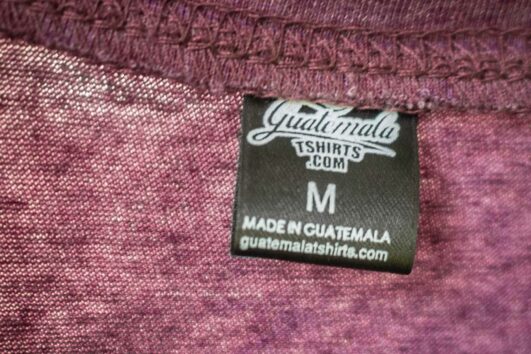 Guatemala
TSHIRTS
.COM
M
MADE IN GUATEMALA
guatemalatshirts.com